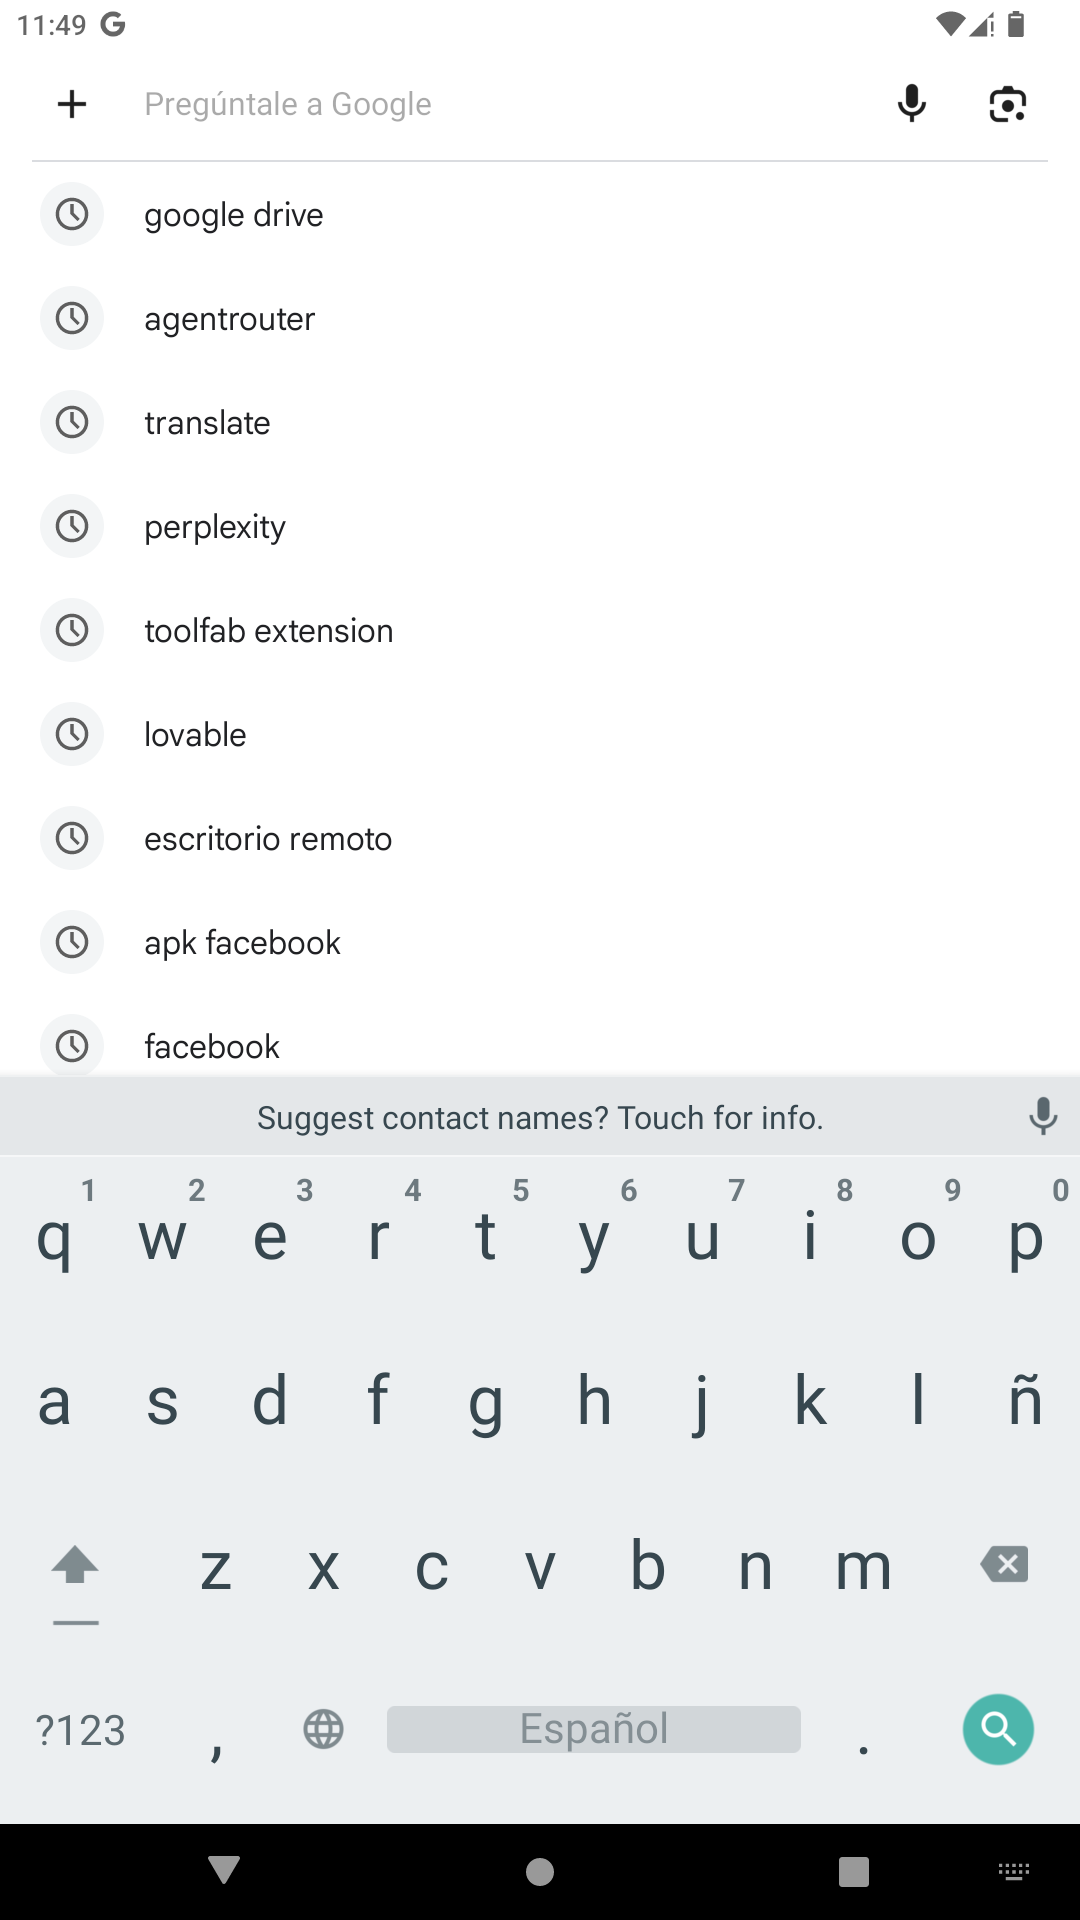 11:49
Pregúntale a Google
google drive
agentrouter
translate
perplexity
toolfab extension
lovable
escritorio remoto
apk facebook
facebook
Suggest contact names? Touch for info.
1 2 3 4 5 6 7 8 9 0
q w e r t y u i o p
a s d f g h j k l ñ
z x c v b n m
?123 , Español .